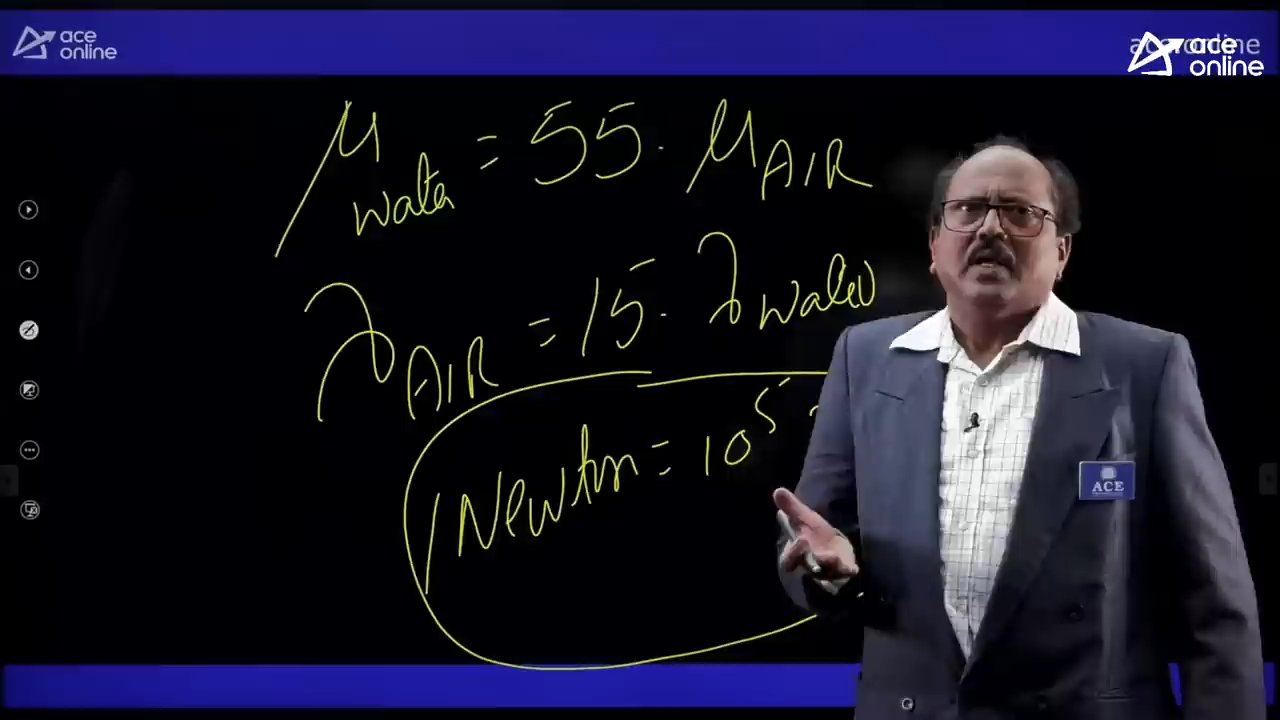 ace online
ace online
μ water = 55. μ AIR
ν AIR = 15. ν water
1 Newton = 10⁵
ACE